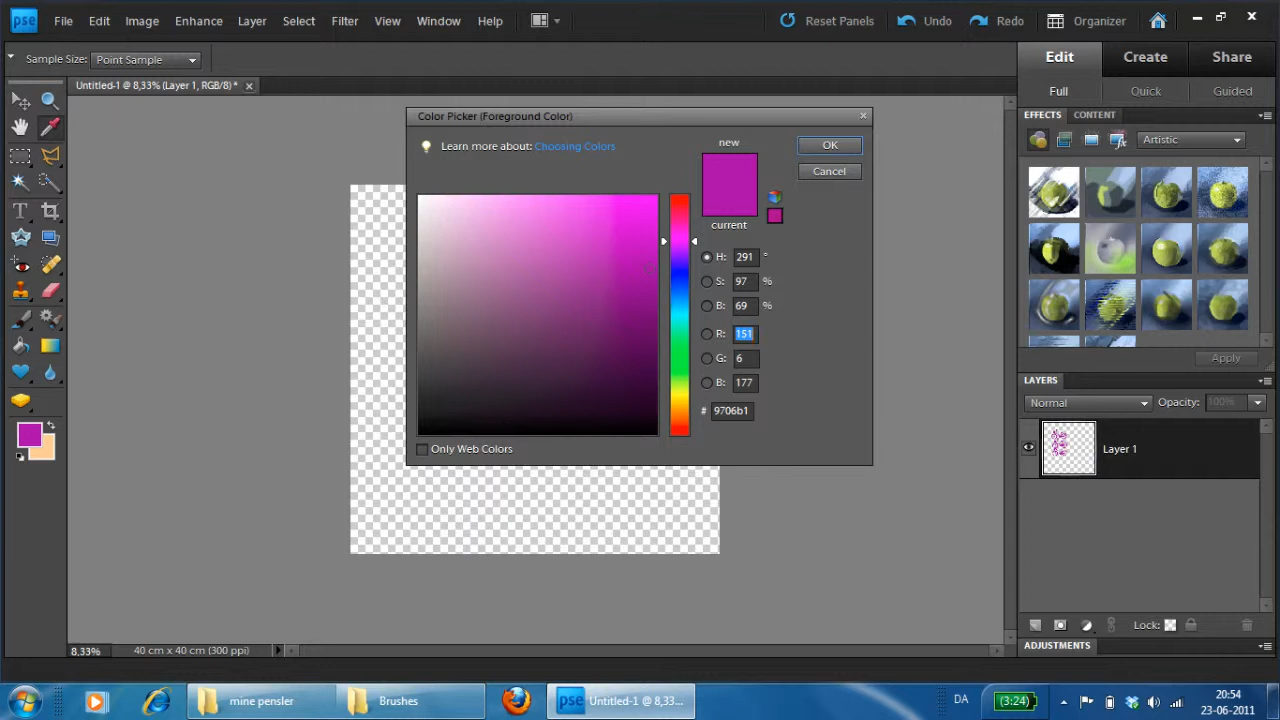 pse File Edit Image Enhance Layer Select Filter View Window Help Reset Panels Undo Redo Organizer
Sample Size: Point Sample
Edit Create Share
Untitled-1 @ 8,33% (Layer 1, RGB/8) *
Full Quick Guided
EFFECTS CONTENT
Artistic
Color Picker (Foreground Color)
Learn more about: Choosing Colors
new
OK
Cancel
current
H: 291 °
S: 97 %
B: 69 %
R: 151
G: 6
B: 177
# 9706b1
Only Web Colors
Apply
LAYERS
Normal Opacity: 100%
Layer 1
Lock:
ADJUSTMENTS
8,33% 40 cm x 40 cm (300 ppi)
mine pensler Brushes pse Untitled-1 @ 8,33... DA (3:24) 20:54
23-06-2011